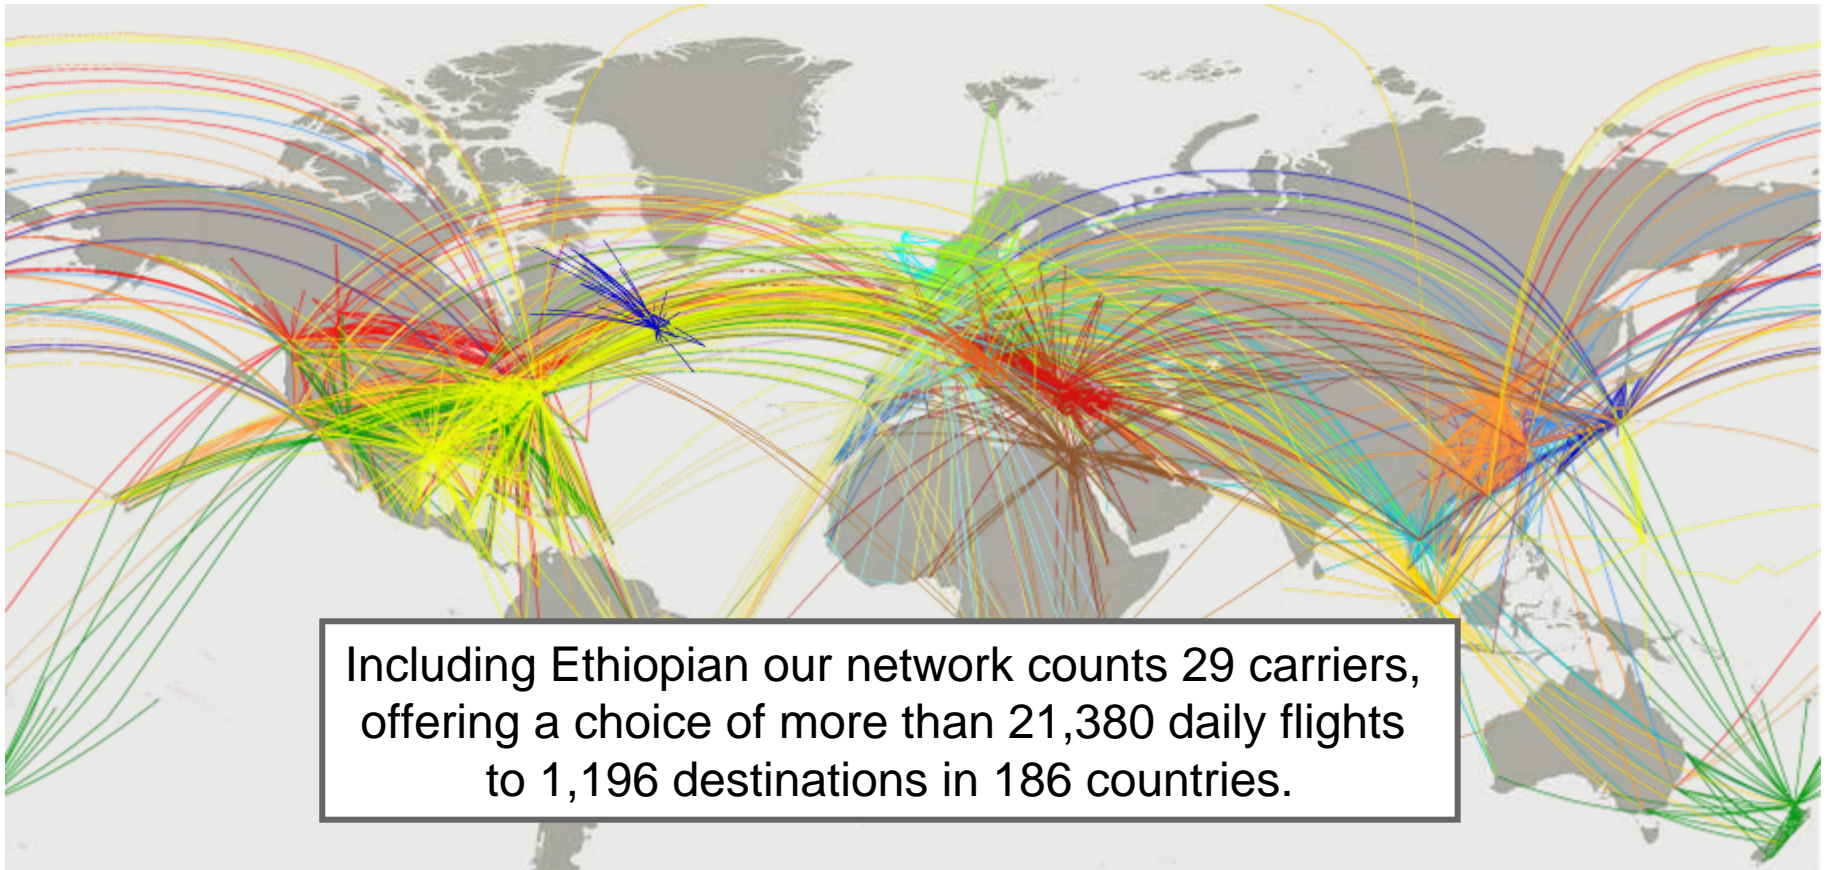 Including Ethiopian our network counts 29 carriers,
offering a choice of more than 21,380 daily flights
to 1,196 destinations in 186 countries.